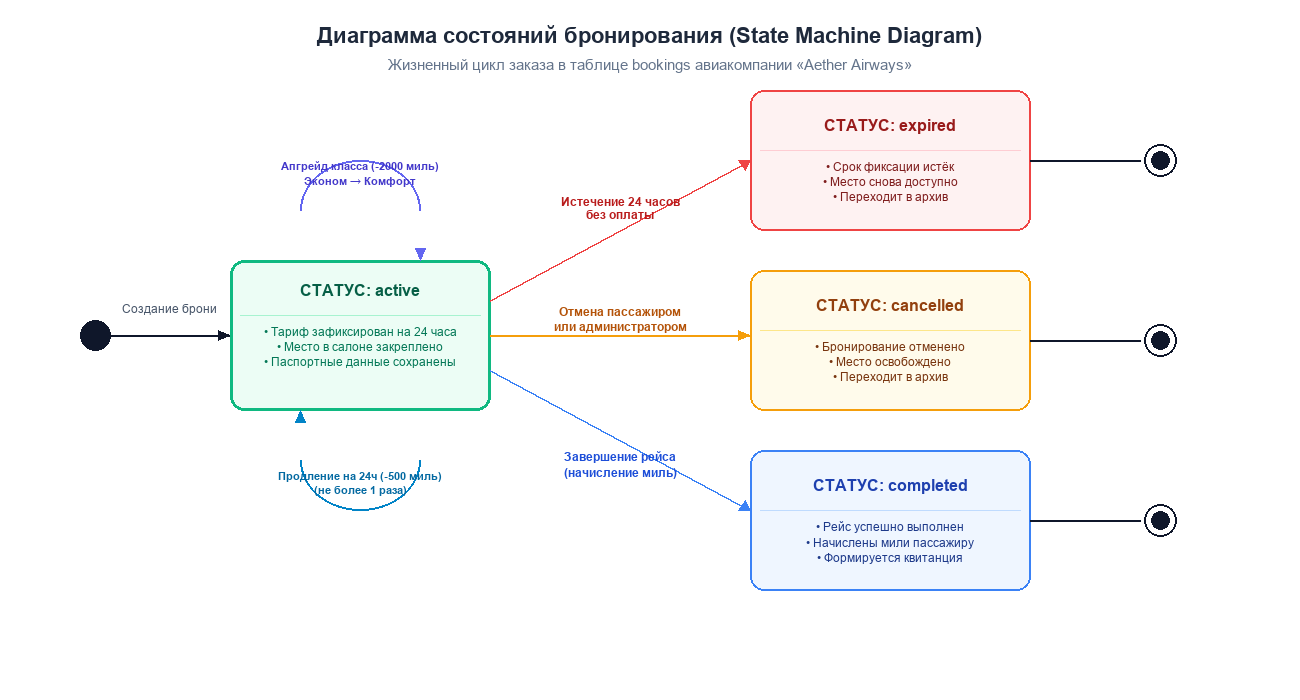 Диаграмма состояний бронирования (State Machine Diagram)
Жизненный цикл заказа в таблице bookings авиакомпании «Aether Airways»
Апгрейд класса (-2000 миль)
Эконом → Комфорт
Создание брони
СТАТУС: active
• Тариф зафиксирован на 24 часа
• Место в салоне закреплено
• Паспортные данные сохранены
Продление на 24ч (-500 миль)
(не более 1 раза)
Истечение 24 часов
без оплаты
Отмена пассажиром
или администратором
Завершение рейса
(начисление миль)
СТАТУС: expired
• Срок фиксации истёк
• Место снова доступно
• Переходит в архив
СТАТУС: cancelled
• Бронирование отменено
• Место освобождено
• Переходит в архив
СТАТУС: completed
• Рейс успешно выполнен
• Начислены мили пассажиру
• Формируется квитанция